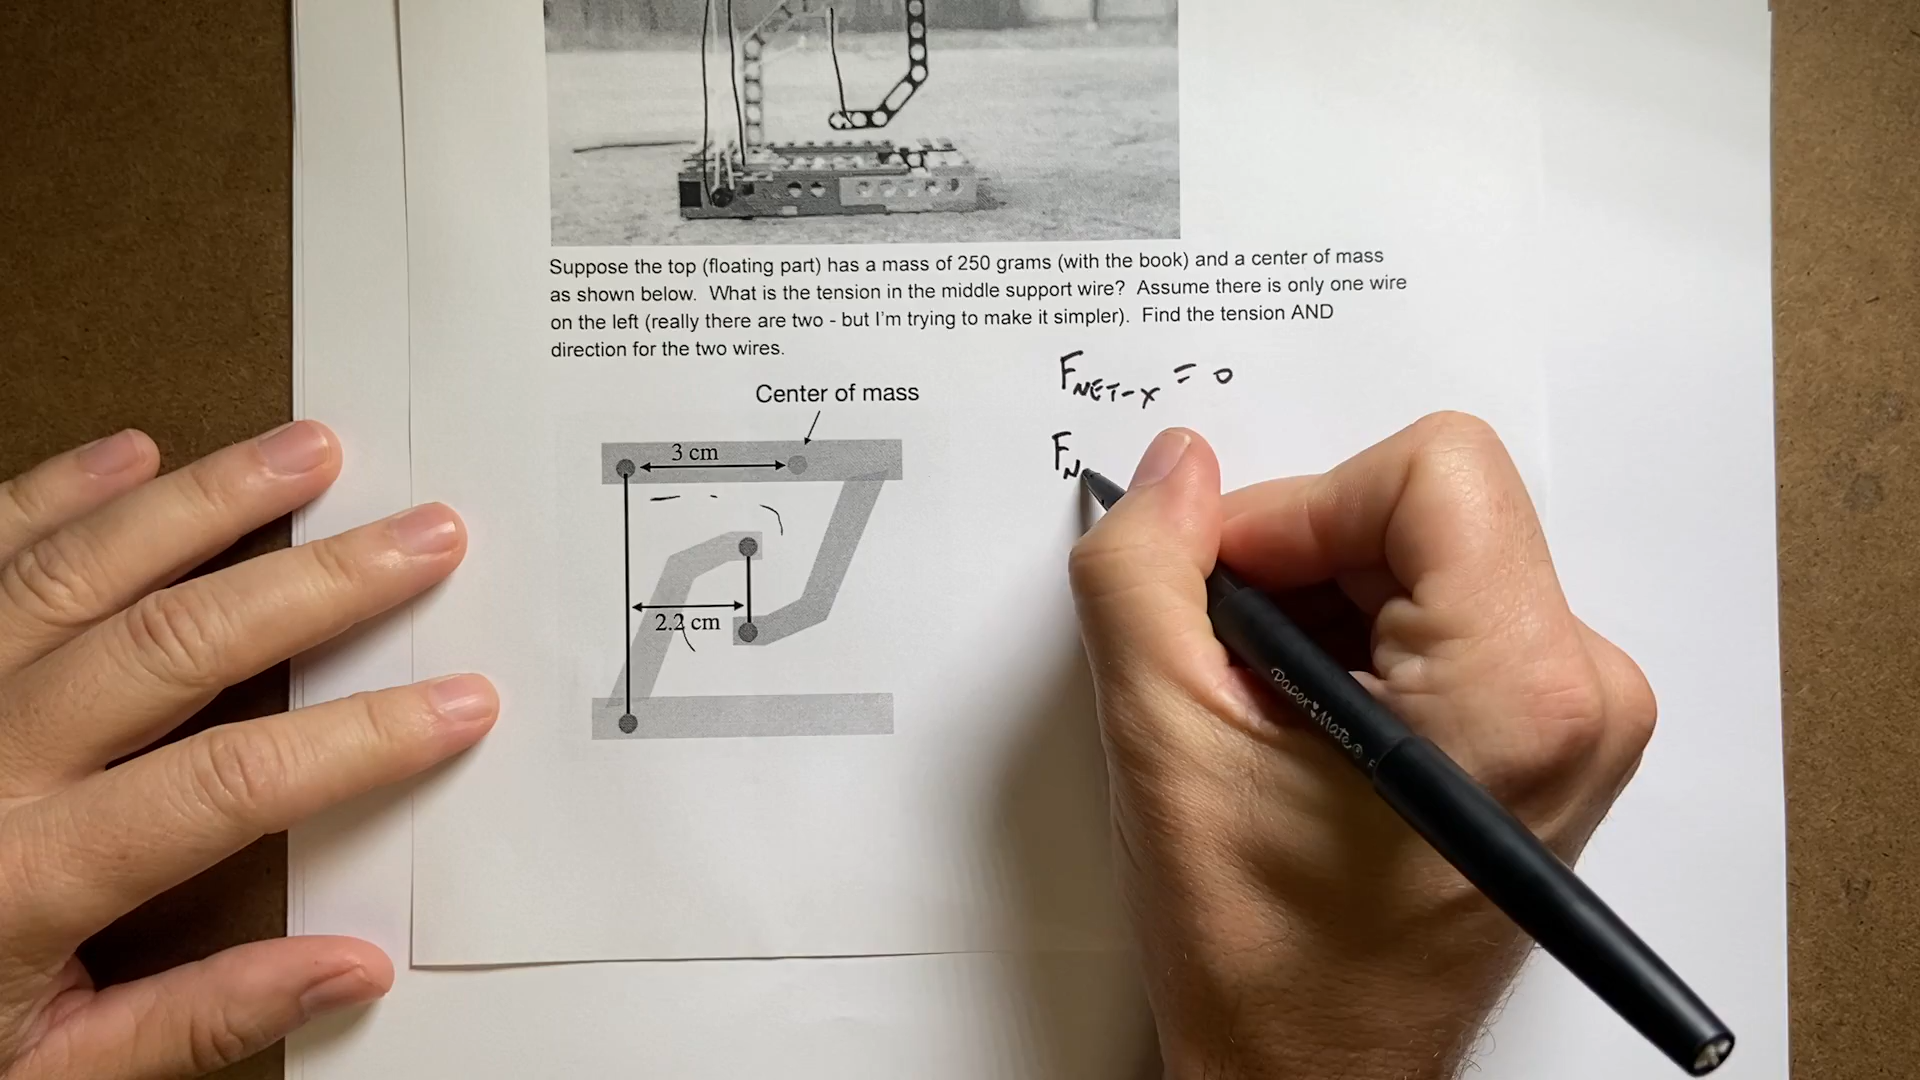 Suppose the top (floating part) has a mass of 250 grams (with the book) and a center of mass
as shown below. What is the tension in the middle support wire? Assume there is only one wire
on the left (really there are two - but I'm trying to make it simpler). Find the tension AND
direction for the two wires.
F NET-X = 0
Center of mass
F N
3 cm
2.2 cm
Paper Mate®